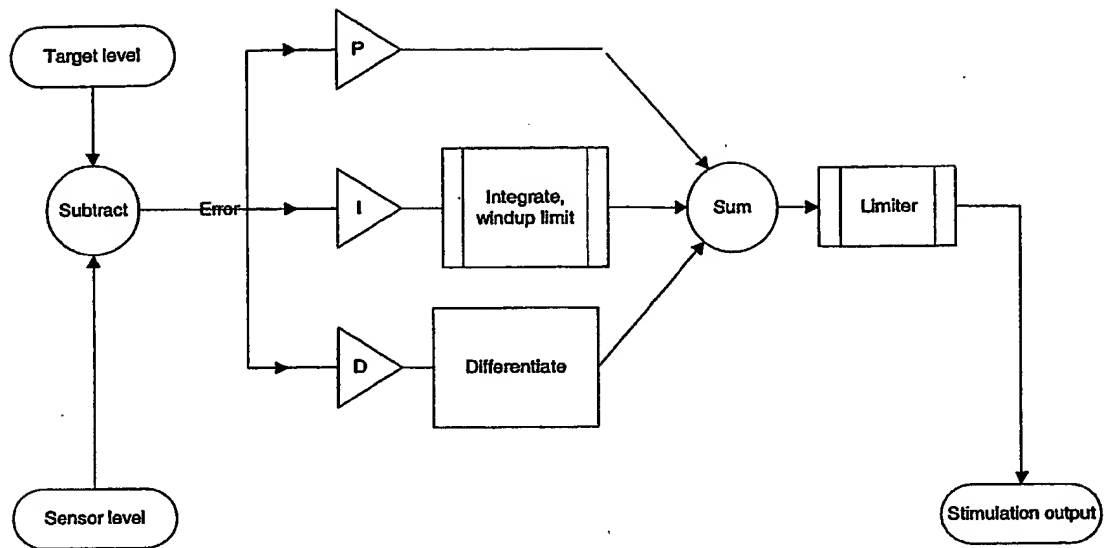 Target level
P
Subtract
Error
I
Integrate,
windup limit
Sum
Limiter
D
Differentiate
Sensor level
Stimulation output